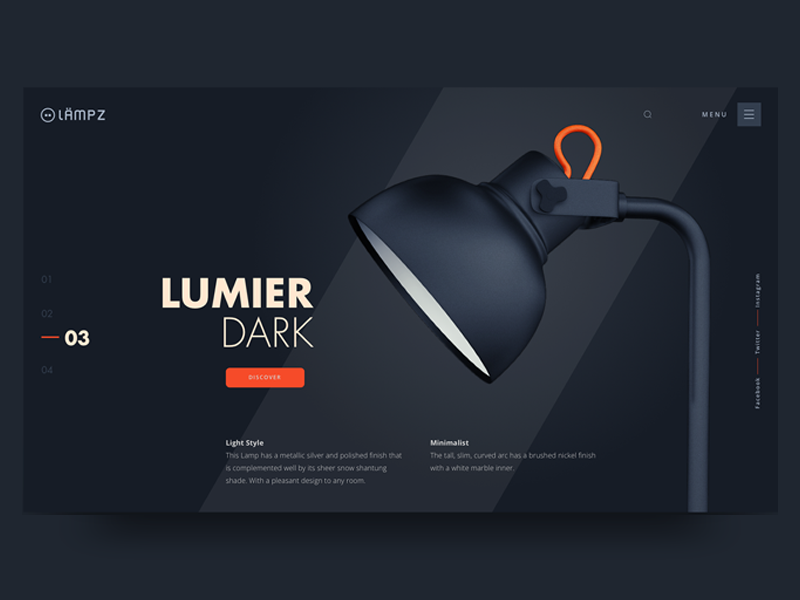 LÄMPZ
MENU
01
02
03
04
LUMIER
DARK
DISCOVER
Light Style
This Lamp has a metallic silver and polished finish that
is complemented well by its sheer snow shantung
shade. With a pleasant design to any room.
Minimalist
The tall, slim, curved arc has a brushed nickel finish
with a white marble inner.
Facebook Twitter Instagram